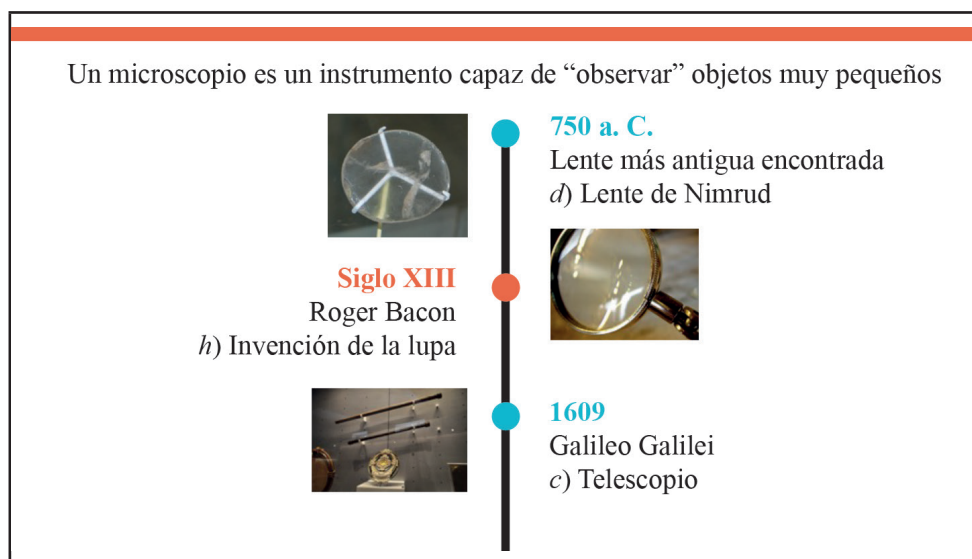 Un microscopio es un instrumento capaz de “observar” objetos muy pequeños
750 a. C.
Lente más antigua encontrada
d) Lente de Nimrud
Siglo XIII
Roger Bacon
h) Invención de la lupa
1609
Galileo Galilei
c) Telescopio